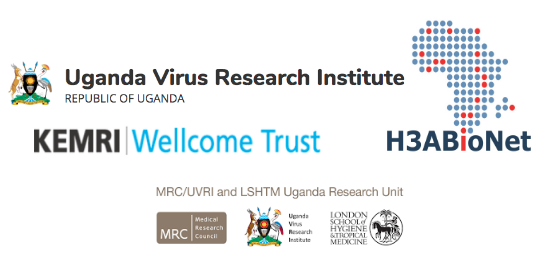 Uganda Virus Research Institute
REPUBLIC OF UGANDA
KEMRI Wellcome Trust
H3ABioNet
MRC/UVRI and LSHTM Uganda Research Unit
MRC
Medical
Research
Council
Uganda
Virus
Research
Institute
LONDON
SCHOOL of
HYGIENE
&TROPICAL
MEDICINE